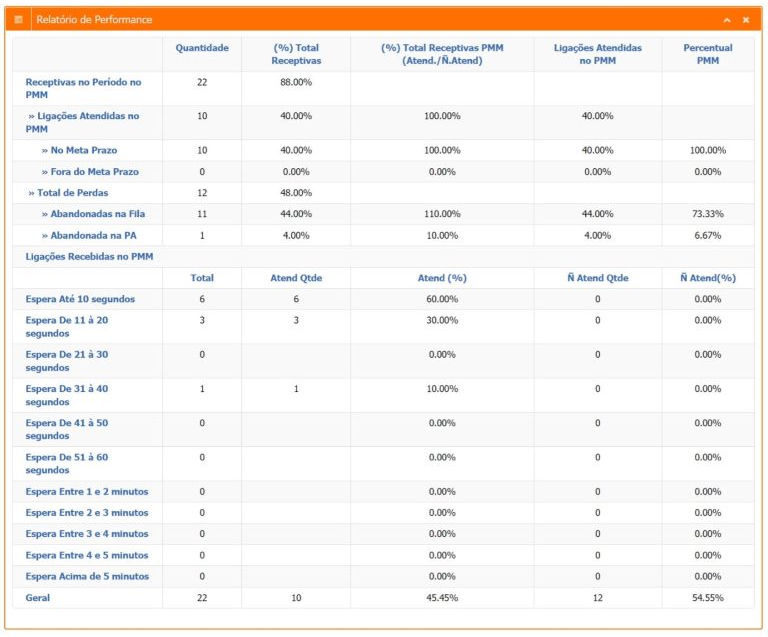 Relatório de Performance
Quantidade (%) Total Receptivas (%) Total Receptivas PMM (Atend./Ñ.Atend) Ligações Atendidas no PMM Percentual PMM
Receptivas no Período no PMM 22 88.00%
» Ligações Atendidas no PMM 10 40.00% 100.00% 40.00%
» No Meta Prazo 10 40.00% 100.00% 40.00% 100.00%
» Fora do Meta Prazo 0 0.00% 0.00% 0.00% 0.00%
» Total de Perdas 12 48.00%
» Abandonadas na Fila 11 44.00% 110.00% 44.00% 73.33%
» Abandonada na PA 1 4.00% 10.00% 4.00% 6.67%
Ligações Recebidas no PMM
Total Atend Qtde Atend (%) Ñ Atend Qtde Ñ Atend(%)
Espera Até 10 segundos 6 6 60.00% 0 0.00%
Espera De 11 à 20 segundos 3 3 30.00% 0 0.00%
Espera De 21 à 30 segundos 0 0.00% 0 0.00%
Espera De 31 à 40 segundos 1 1 10.00% 0 0.00%
Espera De 41 à 50 segundos 0 0.00% 0 0.00%
Espera De 51 à 60 segundos 0 0.00% 0 0.00%
Espera Entre 1 e 2 minutos 0 0.00% 0 0.00%
Espera Entre 2 e 3 minutos 0 0.00% 0 0.00%
Espera Entre 3 e 4 minutos 0 0.00% 0 0.00%
Espera Entre 4 e 5 minutos 0 0.00% 0 0.00%
Espera Acima de 5 minutos 0 0.00% 0 0.00%
Geral 22 10 45.45% 12 54.55%